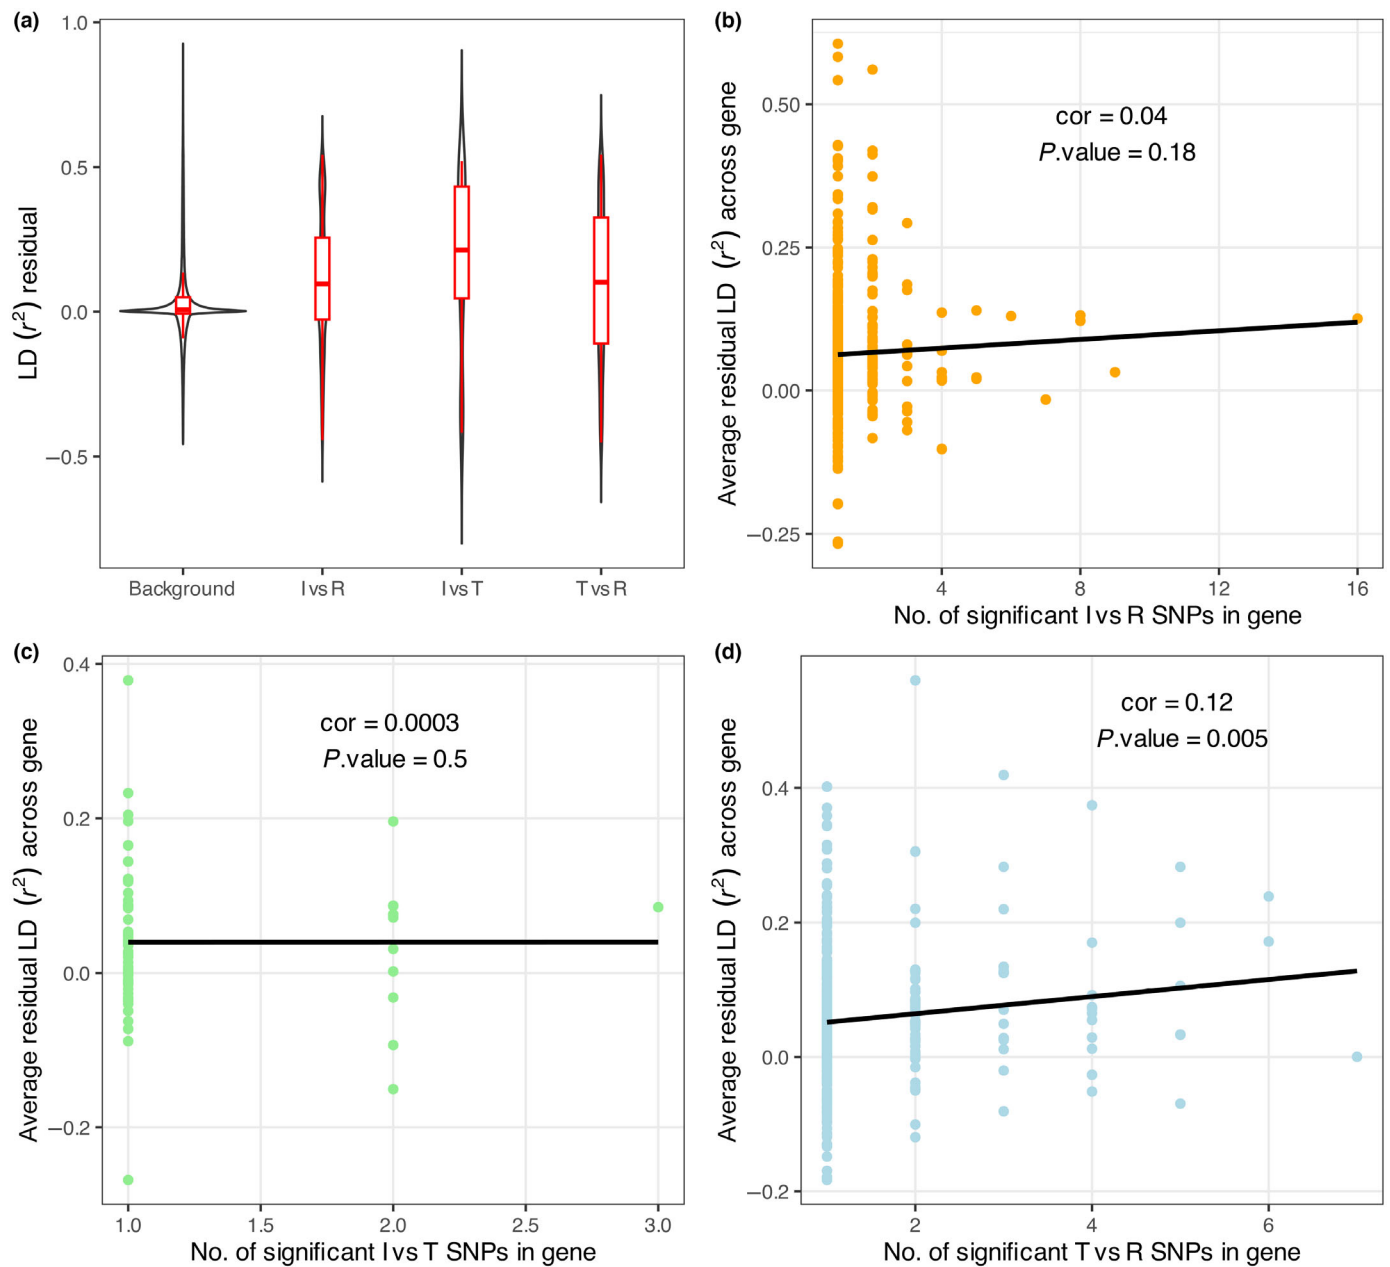 (a)
1.0
0.5
0.0
−0.5
LD (r²) residual
Background
I vs R
I vs T
T vs R
(b)
0.50
0.25
0.00
−0.25
Average residual LD (r²) across gene
cor = 0.04
P.value = 0.18
4
8
12
16
No. of significant I vs R SNPs in gene
(c)
0.4
0.2
0.0
−0.2
Average residual LD (r²) across gene
cor = 0.0003
P.value = 0.5
1.0
1.5
2.0
2.5
3.0
No. of significant I vs T SNPs in gene
(d)
0.4
0.2
0.0
−0.2
Average residual LD (r²) across gene
cor = 0.12
P.value = 0.005
2
4
6
No. of significant T vs R SNPs in gene